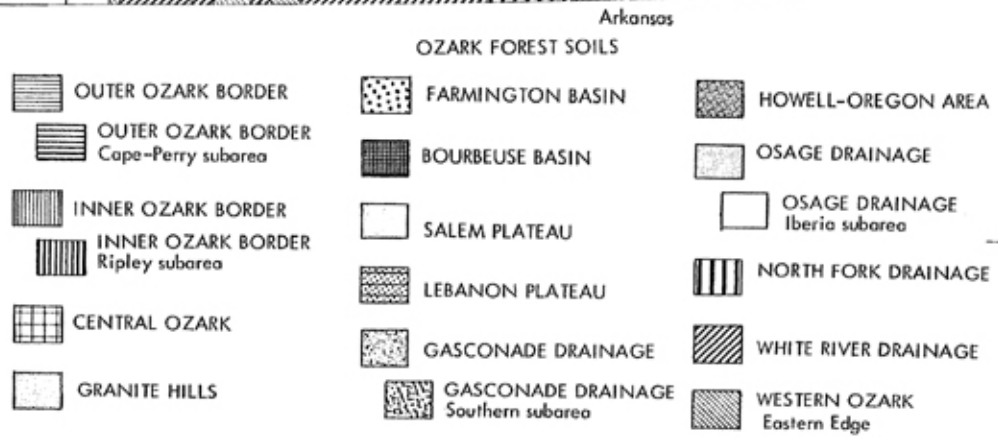 Arkansas
OZARK FOREST SOILS
OUTER OZARK BORDER
OUTER OZARK BORDER
Cape-Perry subarea
INNER OZARK BORDER
INNER OZARK BORDER
Ripley subarea
CENTRAL OZARK
GRANITE HILLS
FARMINGTON BASIN
BOURBEUSE BASIN
SALEM PLATEAU
LEBANON PLATEAU
GASCONADE DRAINAGE
GASCONADE DRAINAGE
Southern subarea
HOWELL-OREGON AREA
OSAGE DRAINAGE
OSAGE DRAINAGE
Iberia subarea
NORTH FORK DRAINAGE
WHITE RIVER DRAINAGE
WESTERN OZARK
Eastern Edge